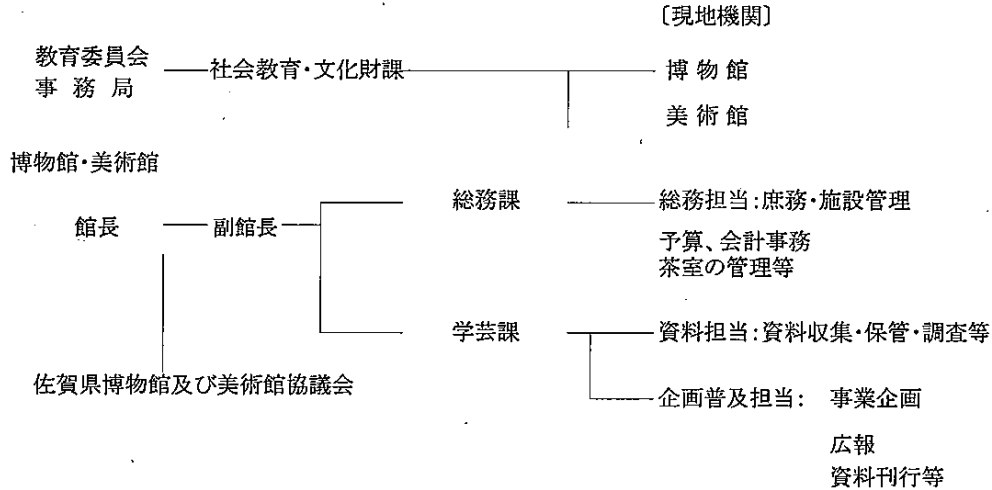 〔現地機関〕
教育委員会
事務局
社会教育・文化財課
博物館
美術館
博物館・美術館
館長
副館長
総務課
総務担当:庶務・施設管理
予算、会計事務
茶室の管理等
学芸課
資料担当:資料収集・保管・調査等
佐賀県博物館及び美術館協議会
企画普及担当: 事業企画
広報
資料刊行等